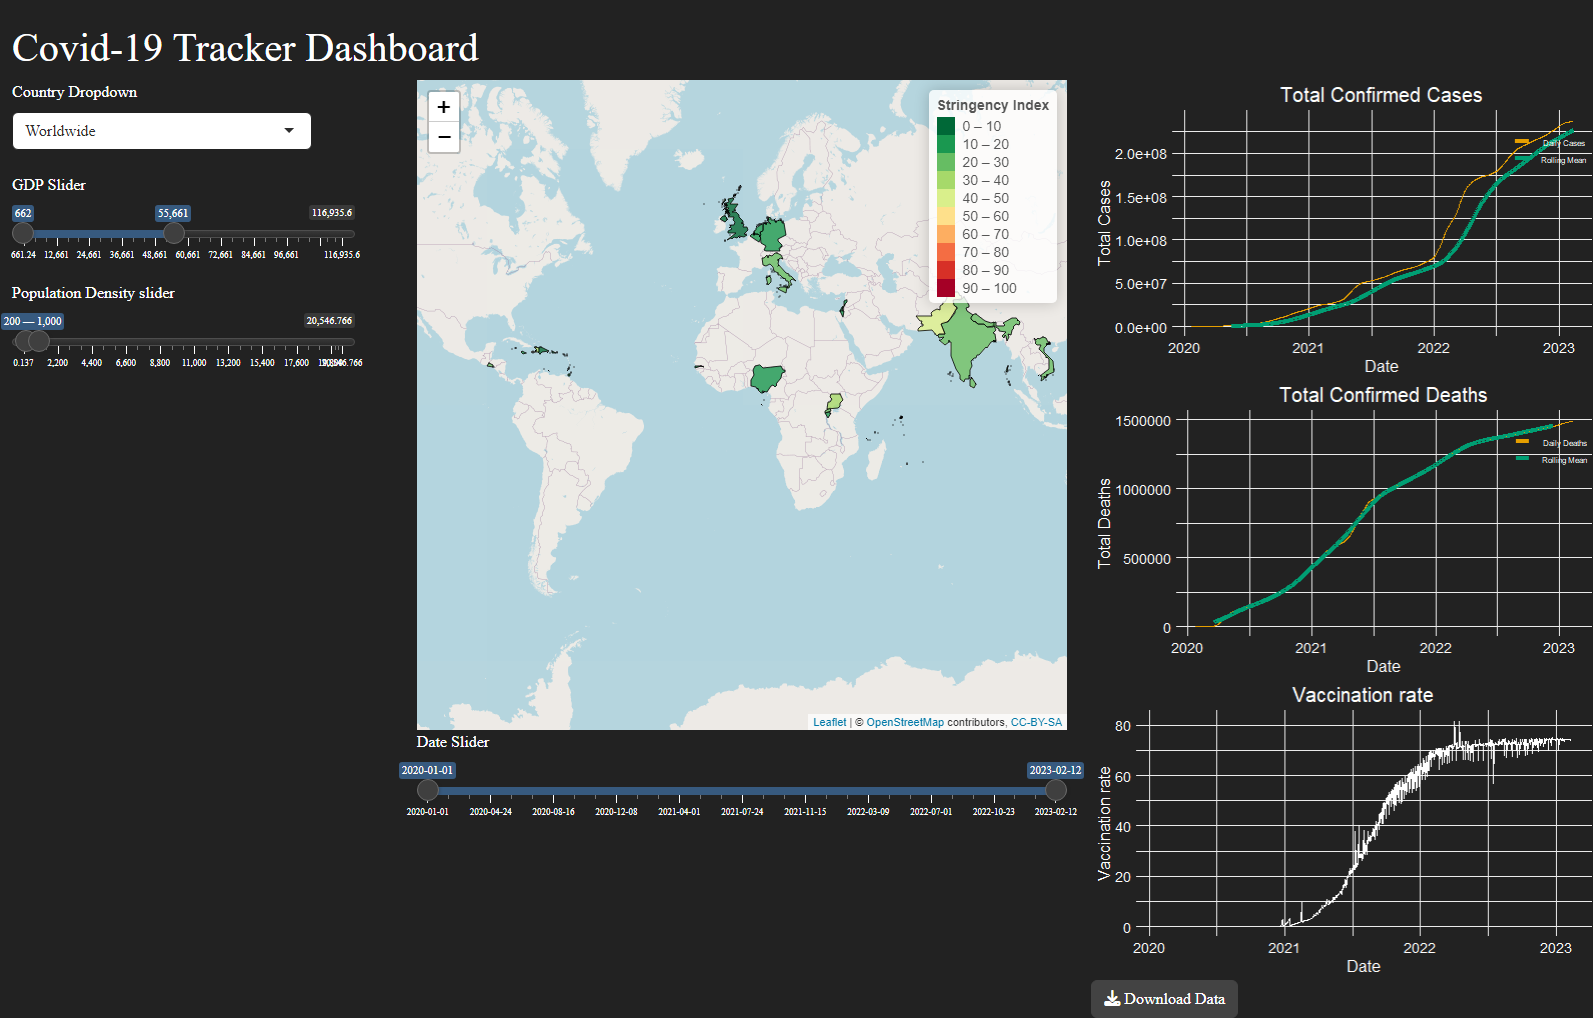 Covid-19 Tracker Dashboard
Country Dropdown
Worldwide
GDP Slider
662 55,661 116,935.6
661.24 12,661 24,661 36,661 48,661 60,661 72,661 84,661 96,661 116,935.6
Population Density slider
200 — 1,000 20,546.766
0.137 2,200 4,400 6,600 8,800 11,000 13,200 15,400 17,600
+
−
Stringency Index
0 – 10
10 – 20
20 – 30
30 – 40
40 – 50
50 – 60
60 – 70
70 – 80
80 – 90
90 – 100
Leaflet | © OpenStreetMap contributors, CC-BY-SA
Date Slider
2020-01-01 2023-02-12
2020-01-01 2020-04-24 2020-08-16 2020-12-08 2021-04-01 2021-07-24 2021-11-15 2022-03-09 2022-07-01 2022-10-23 2023-02-12
Total Confirmed Cases
Total Cases
2.0e+08
1.5e+08
1.0e+08
5.0e+07
0.0e+00
Daily Cases
Rolling Mean
2020 2021 2022 2023
Date
Total Confirmed Deaths
Total Deaths
1500000
1000000
500000
0
Daily Deaths
Rolling Mean
2020 2021 2022 2023
Date
Vaccination rate
Vaccination rate
80
60
40
20
0
2020 2021 2022 2023
Date
Download Data